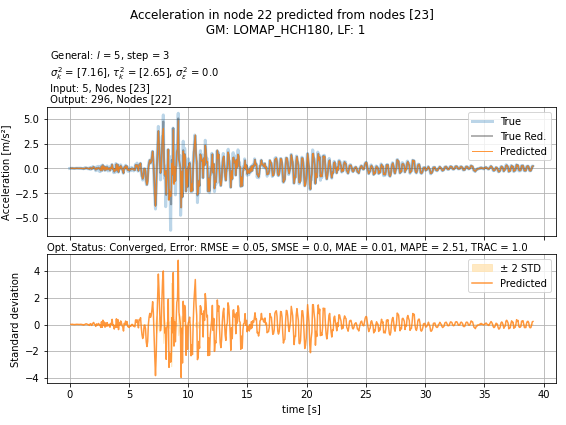 Acceleration in node 22 predicted from nodes [23]
GM: LOMAP_HCH180, LF: 1
General: l = 5, step = 3
σ²ₖ = [7.16], τ²ₖ = [2.65], σ²ε = 0.0
Input: 5, Nodes [23]
Output: 296, Nodes [22]
Acceleration [m/s²]
5.0
2.5
0.0
−2.5
−5.0
True
True Red.
Predicted
Opt. Status: Converged, Error: RMSE = 0.05, SMSE = 0.0, MAE = 0.01, MAPE = 2.51, TRAC = 1.0
Standard deviation
4
2
0
−2
−4
± 2 STD
Predicted
0 5 10 15 20 25 30 35 40
time [s]